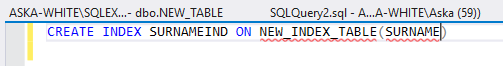 ASKA-WHITE\SQLEX...- dbo.NEW_TABLE SQLQuery2.sql - A...A-WHITE\Aska (59))
CREATE INDEX SURNAMEIND ON NEW_INDEX_TABLE(SURNAME)